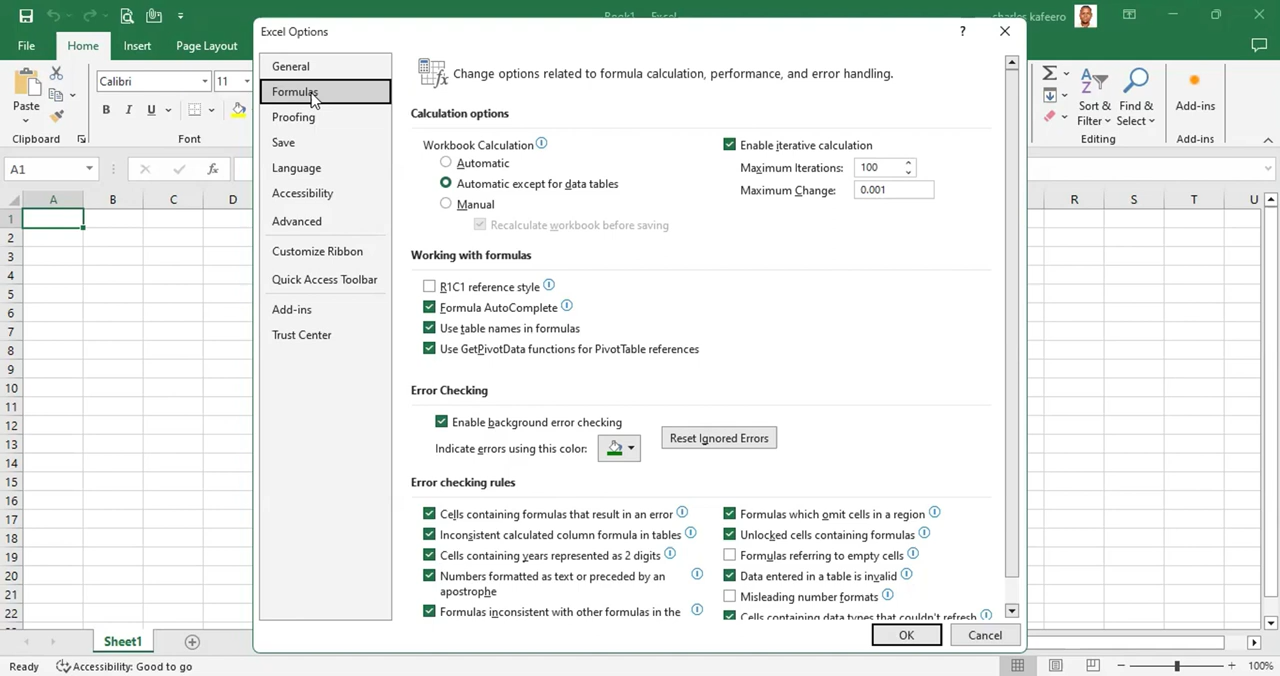 Book1 - Excel
charles kafeero
File Home Insert Page Layout
Excel Options
?
Paste
Clipboard
Calibri
11
B I U
Font
Σ
Sort &
Filter
Find &
Select
Editing
Add-ins
Add-ins
A1
fx
A B C D R S T U
1
2
3
4
5
6
7
8
9
10
11
12
13
14
15
16
17
18
19
20
21
22
General
Formulas
Proofing
Save
Language
Accessibility
Advanced
Customize Ribbon
Quick Access Toolbar
Add-ins
Trust Center
Change options related to formula calculation, performance, and error handling.
Calculation options
Workbook Calculation
Automatic
Automatic except for data tables
Manual
Recalculate workbook before saving
Enable iterative calculation
Maximum Iterations: 100
Maximum Change: 0.001
Working with formulas
R1C1 reference style
Formula AutoComplete
Use table names in formulas
Use GetPivotData functions for PivotTable references
Error Checking
Enable background error checking
Indicate errors using this color:
Reset Ignored Errors
Error checking rules
Cells containing formulas that result in an error
Inconsistent calculated column formula in tables
Cells containing years represented as 2 digits
Numbers formatted as text or preceded by an
apostrophe
Formulas inconsistent with other formulas in the
Formulas which omit cells in a region
Unlocked cells containing formulas
Formulas referring to empty cells
Data entered in a table is invalid
Misleading number formats
Cells containing data types that couldn't refresh
OK Cancel
Sheet1
Ready Accessibility: Good to go
100%